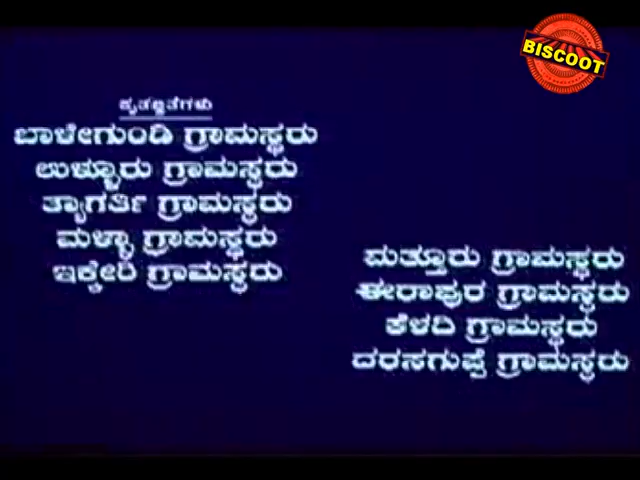 BISCOOT
ಕೃತಜ್ಞತೆಗಳು
ಬಾಳೇಗುಂಡಿ ಗ್ರಾಮಸ್ಥರು
ಉಳ್ಳೂರು ಗ್ರಾಮಸ್ಥರು
ತ್ಯಾಗರ್ತಿ ಗ್ರಾಮಸ್ಥರು
ಮಳ್ಳಾ ಗ್ರಾಮಸ್ಥರು
ಇಕ್ಕೇರಿ ಗ್ರಾಮಸ್ಥರು
ಮತ್ತೂರು ಗ್ರಾಮಸ್ಥರು
ಈರಾಪುರ ಗ್ರಾಮಸ್ಥರು
ಕೆಳದಿ ಗ್ರಾಮಸ್ಥರು
ದರಸಗುಪ್ಪೆ ಗ್ರಾಮಸ್ಥರು